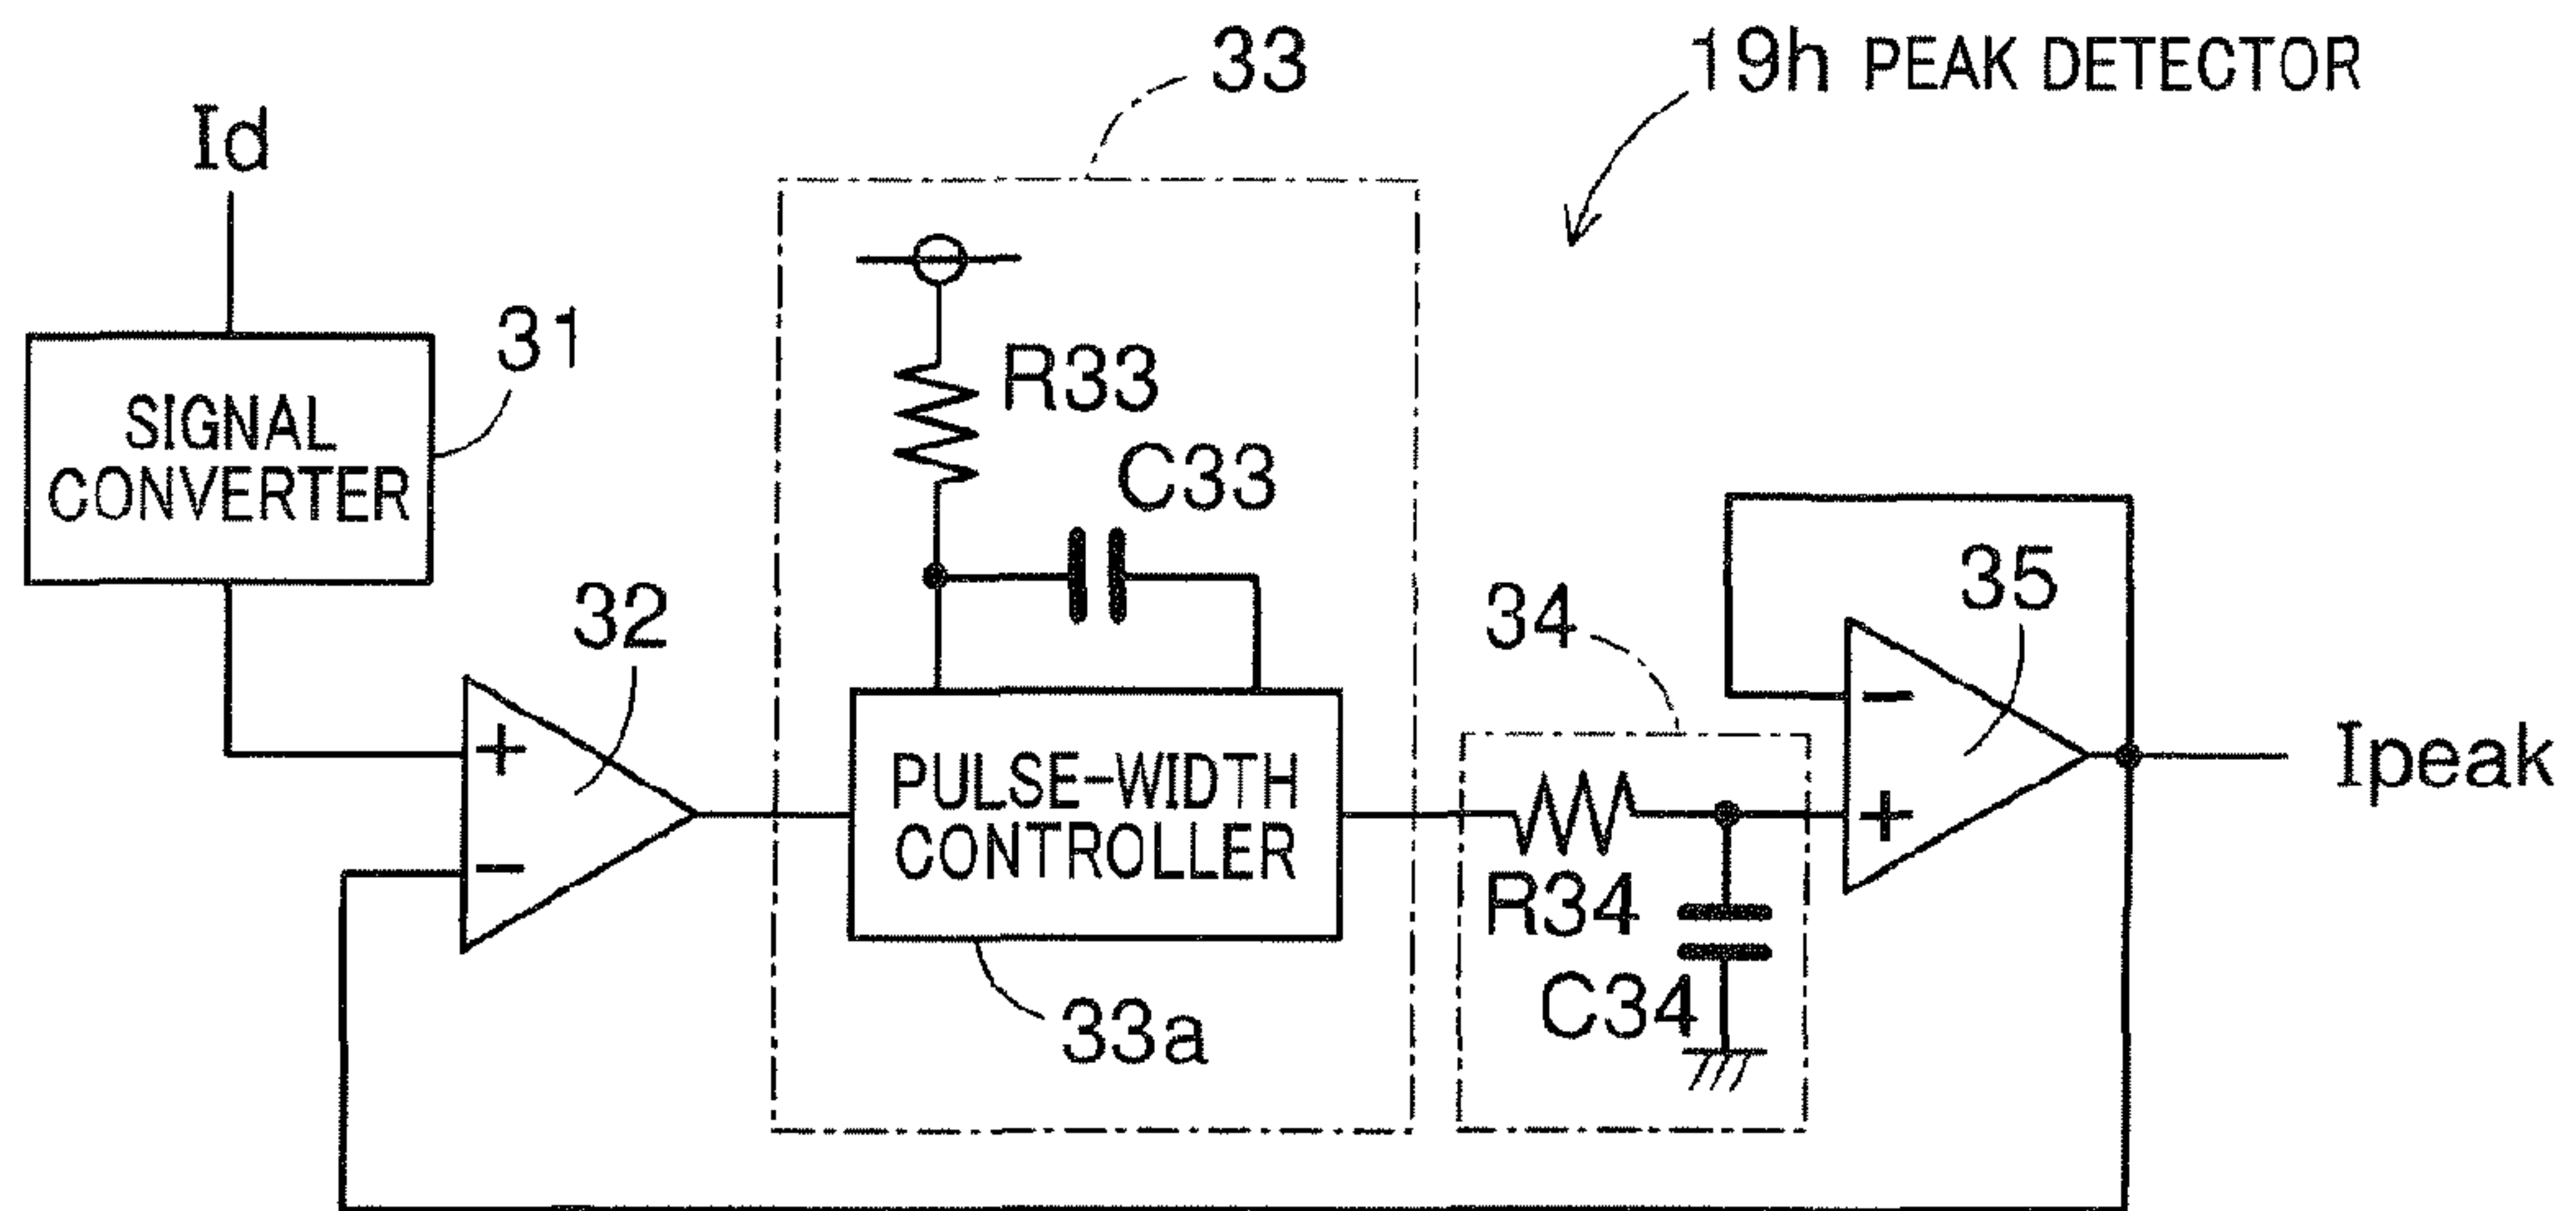 33
19h PEAK DETECTOR
Id
31
SIGNAL
CONVERTER
R33
C33
32
+
−
PULSE-WIDTH
CONTROLLER
33a
34
R34
C34
35
−
+
Ipeak